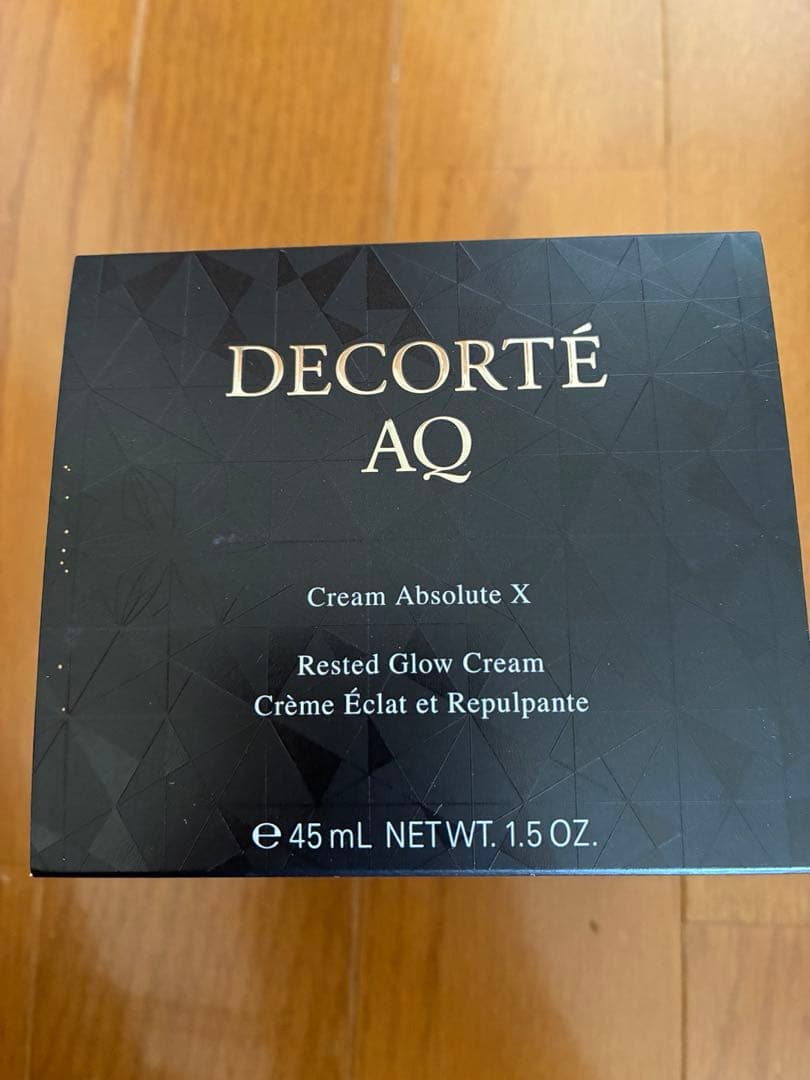 DECORTÉ
AQ
Cream Absolute X
Rested Glow Cream
Crème Éclat et Repulpante
℮ 45 mL NET WT. 1.5 OZ.